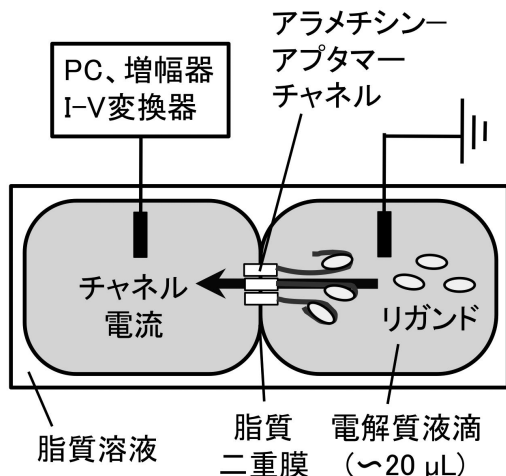 アラメチシンー
アプタマー
チャネル
PC、増幅器
I-V変換器
チャネル
電流
リガンド
脂質溶液
脂質
二重膜
電解質液滴
(～20 μL)